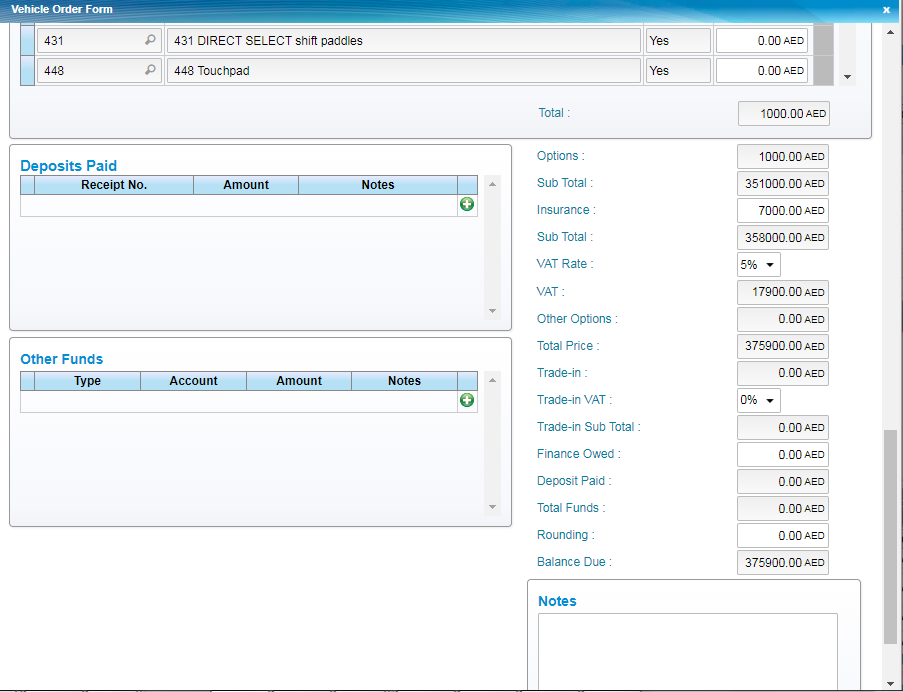 Vehicle Order Form x
431 431 DIRECT SELECT shift paddles Yes 0.00 AED
448 448 Touchpad Yes 0.00 AED
Total : 1000.00 AED
Deposits Paid
Receipt No. Amount Notes
Other Funds
Type Account Amount Notes
Options : 1000.00 AED
Sub Total : 351000.00 AED
Insurance : 7000.00 AED
Sub Total : 358000.00 AED
VAT Rate : 5%
VAT : 17900.00 AED
Other Options : 0.00 AED
Total Price : 375900.00 AED
Trade-in : 0.00 AED
Trade-in VAT : 0%
Trade-in Sub Total : 0.00 AED
Finance Owed : 0.00 AED
Deposit Paid : 0.00 AED
Total Funds : 0.00 AED
Rounding : 0.00 AED
Balance Due : 375900.00 AED
Notes